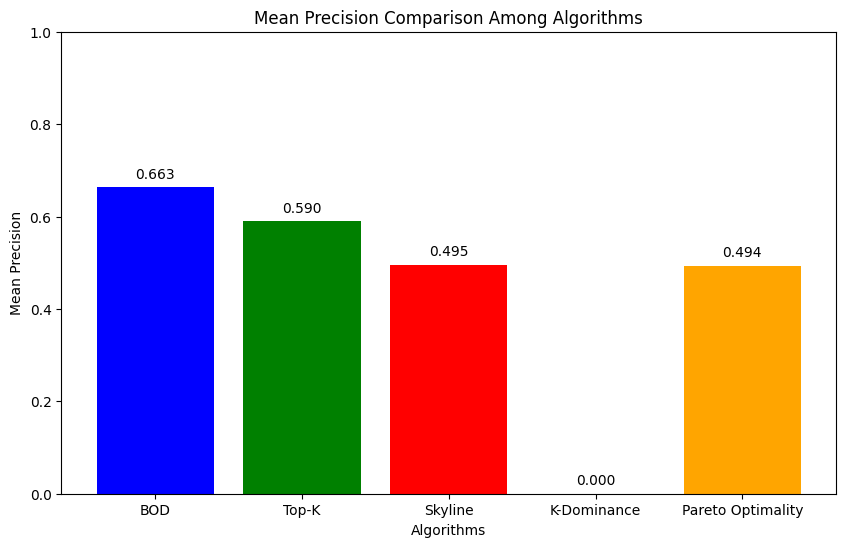 Mean Precision Comparison Among Algorithms
1.0
0.8
0.6
0.4
0.2
0.0
Mean Precision
0.663
0.590
0.495
0.000
0.494
BOD
Top-K
Skyline
K-Dominance
Pareto Optimality
Algorithms